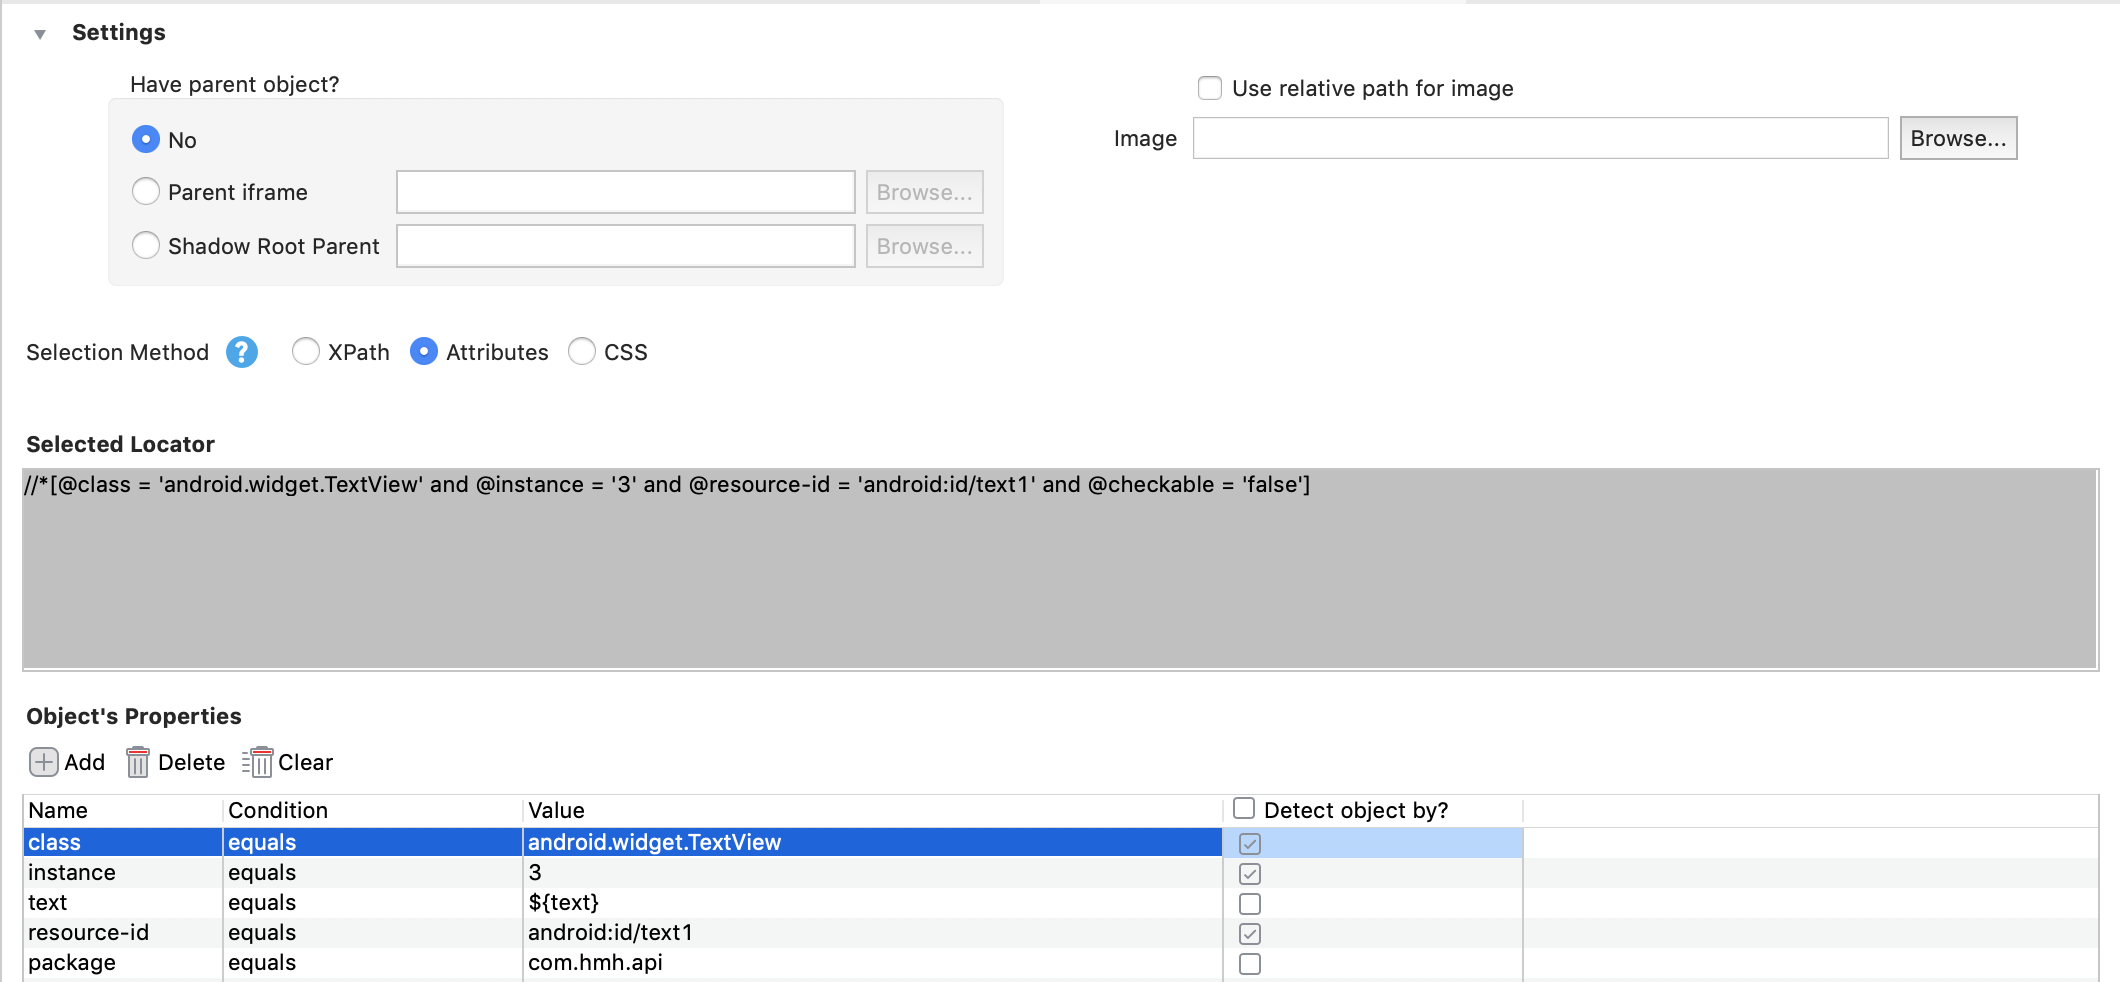 Settings
Have parent object?
No
Parent iframe Browse...
Shadow Root Parent Browse...
Use relative path for image
Image Browse...
Selection Method ? XPath Attributes CSS
Selected Locator
//*[@class = 'android.widget.TextView' and @instance = '3' and @resource-id = 'android:id/text1' and @checkable = 'false']
Object's Properties
Add Delete Clear
Name Condition Value Detect object by?
class equals android.widget.TextView
instance equals 3
text equals ${text}
resource-id equals android:id/text1
package equals com.hmh.api